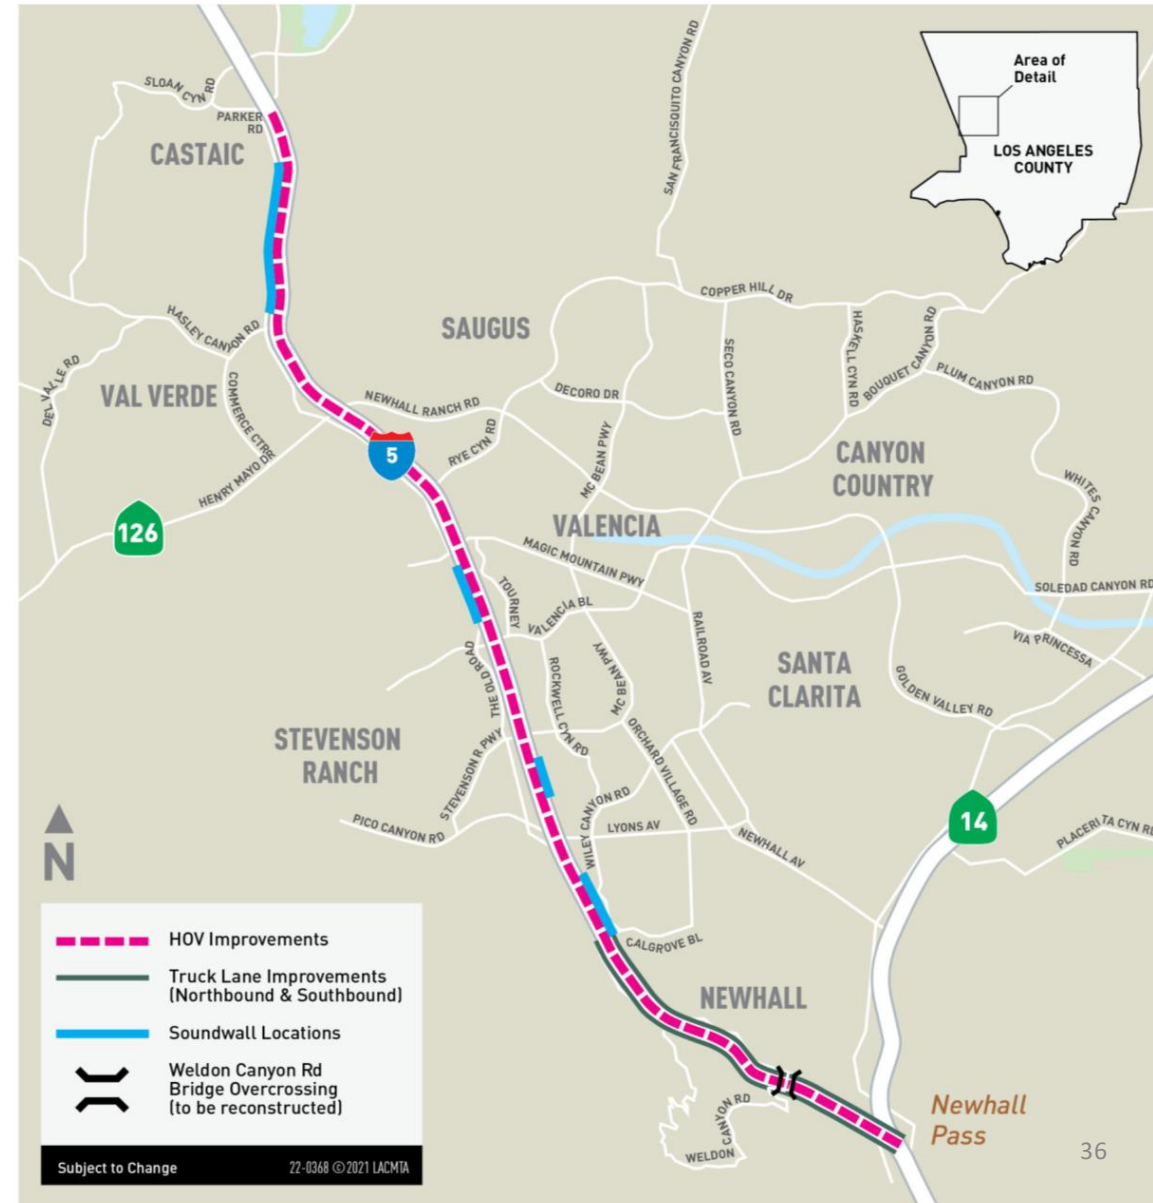 SLOAN CYN RD
PARKER
RD
CASTAIC
SAN FRANCISQUITO CANYON RD
Area of
Detail
LOS ANGELES
COUNTY
COPPER HILL DR
SAUGUS
HASLEY CANYON RD
DEL VALLE RD
VAL VERDE
COMMERCE CTR
NEWHALL RANCH RD
DECORO DR
SECO CANYON RD
HASKELL CYN RD
BOUQUET CANYON RD
PLUM CANYON RD
5
RYE CYN RD
MC BEAN PWY
CANYON
COUNTRY
HENRY MAYO DR
126
VALENCIA
WHITES CANYON RD
MAGIC MOUNTAIN PWY
TOURNEY
VALENCIA BL
SOLEDAD CANYON RD
RAILROAD AV
VIA PRINCESSA
THE OLD ROAD
ROCKWELL CYN RD
MC BEAN PWY
SANTA
CLARITA
GOLDEN VALLEY RD
STEVENSON
RANCH
STEVENSON R PWY
ORCHARD VILLAGE RD
PICO CANYON RD
WILEY CANYON RD
LYONS AV
NEWHALL AV
14
PLACERITA CYN RD
N
CALGROVE BL
NEWHALL
WELDON
CANYON RD
Newhall
Pass
HOV Improvements
Truck Lane Improvements
(Northbound & Southbound)
Soundwall Locations
Weldon Canyon Rd
Bridge Overcrossing
(to be reconstructed)
Subject to Change
22-0368 ©2021 LACMTA
36